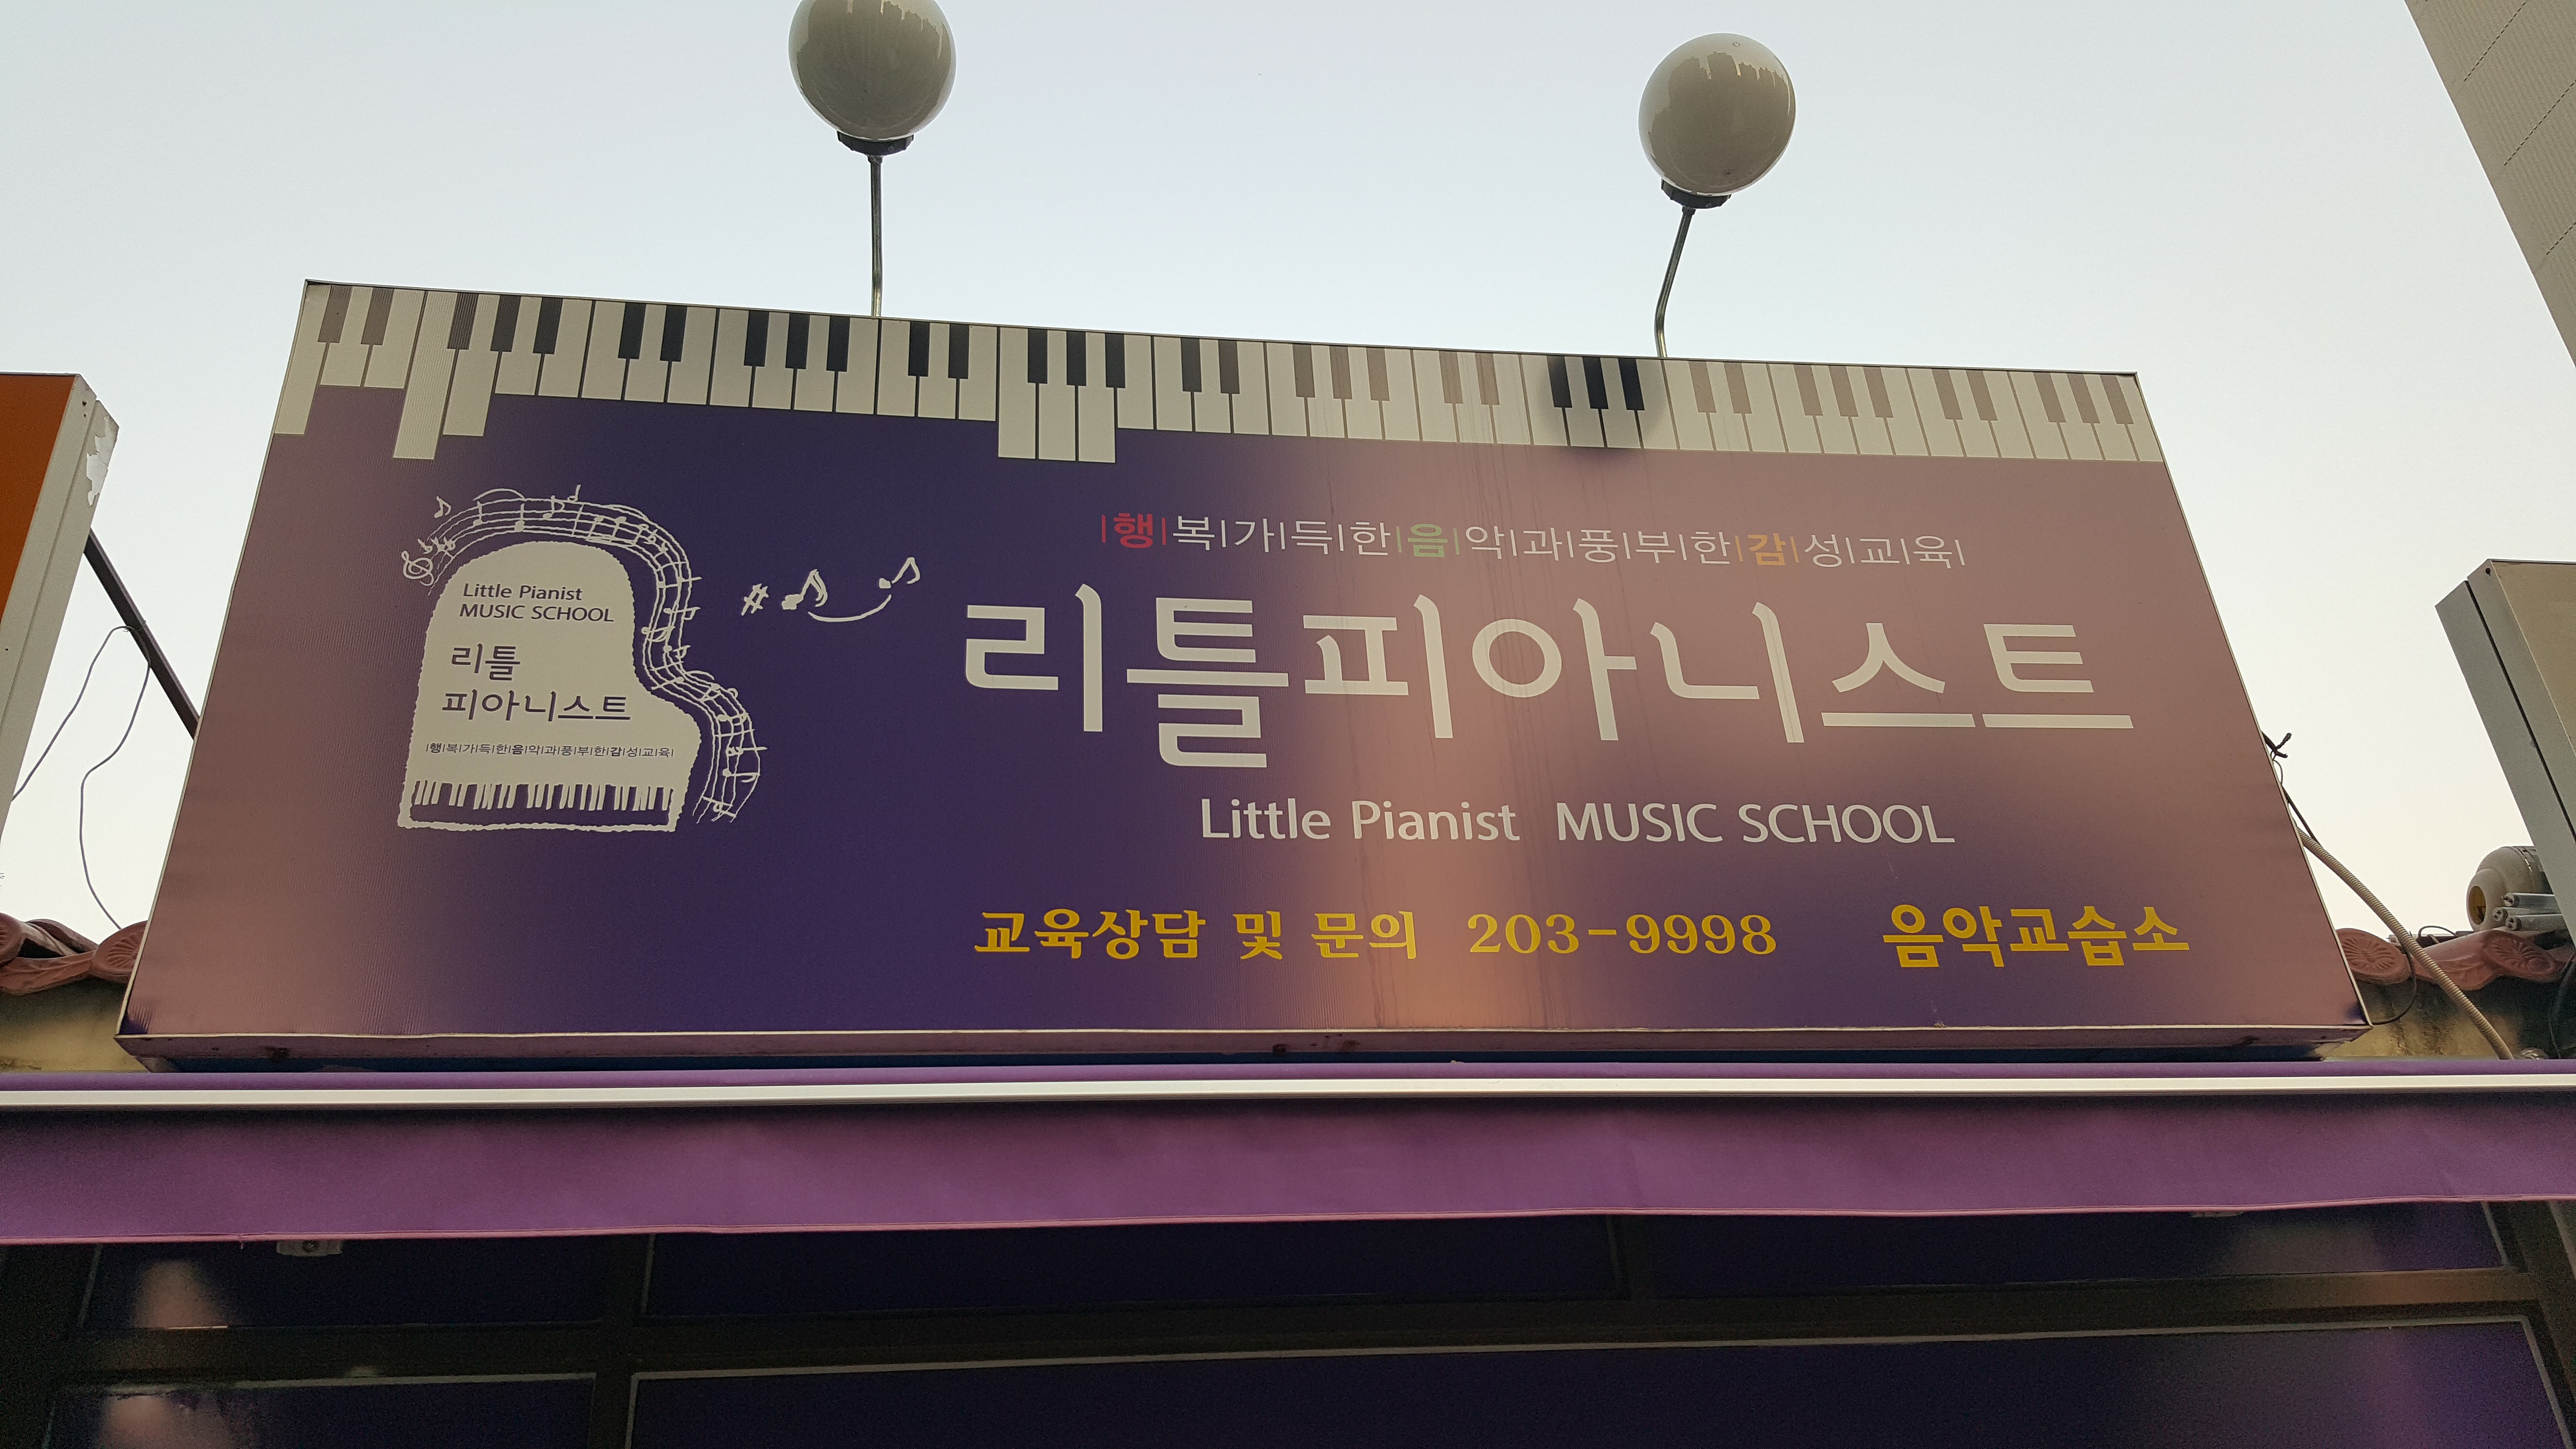 Little Pianist
MUSIC SCHOOL
리틀
피아니스트
|행|복|가|득|한|음|악|과|풍|부|한|감|성|교|육|
|행|복|가|득|한|음|악|과|풍|부|한|감|성|교|육|
리틀피아니스트
Little Pianist MUSIC SCHOOL
교육상담 및 문의 203-9998 음악교습소